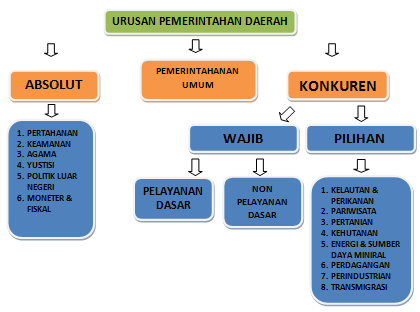 URUSAN PEMERINTAHAN DAERAH
ABSOLUT
PEMERINTAHANAN
UMUM
KONKUREN
1. PERTAHANAN
2. KEAMANAN
3. AGAMA
4. YUSTISI
5. POLITIK LUAR
NEGERI
6. MONETER &
FISKAL
WAJIB
PILIHAN
PELAYANAN
DASAR
NON
PELAYANAN
DASAR
1. KELAUTAN &
PERIKANAN
2. PARIWISATA
3. PERTANIAN
4. KEHUTANAN
5. ENERGI & SUMBER
DAYA MINIRAL
6. PERDAGANGAN
7. PERINDUSTRIAN
8. TRANSMIGRASI